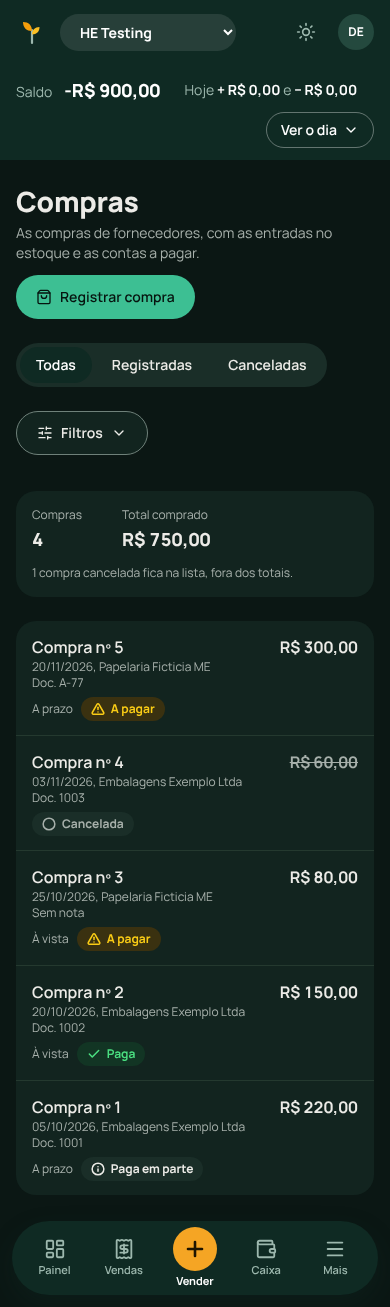 HE Testing
DE
Saldo -R$ 900,00 Hoje + R$ 0,00 e − R$ 0,00
Ver o dia
Compras
As compras de fornecedores, com as entradas no
estoque e as contas a pagar.
Registrar compra
Todas Registradas Canceladas
Filtros
Compras Total comprado
4 R$ 750,00
1 compra cancelada fica na lista, fora dos totais.
Compra nº 5 R$ 300,00
20/11/2026, Papelaria Ficticia ME
Doc. A-77
A prazo A pagar
Compra nº 4 R$ 60,00
03/11/2026, Embalagens Exemplo Ltda
Doc. 1003
Cancelada
Compra nº 3 R$ 80,00
25/10/2026, Papelaria Ficticia ME
Sem nota
À vista A pagar
Compra nº 2 R$ 150,00
20/10/2026, Embalagens Exemplo Ltda
Doc. 1002
À vista Paga
Compra nº 1 R$ 220,00
05/10/2026, Embalagens Exemplo Ltda
Doc. 1001
A prazo Paga em parte
Painel Vendas Vender Caixa Mais